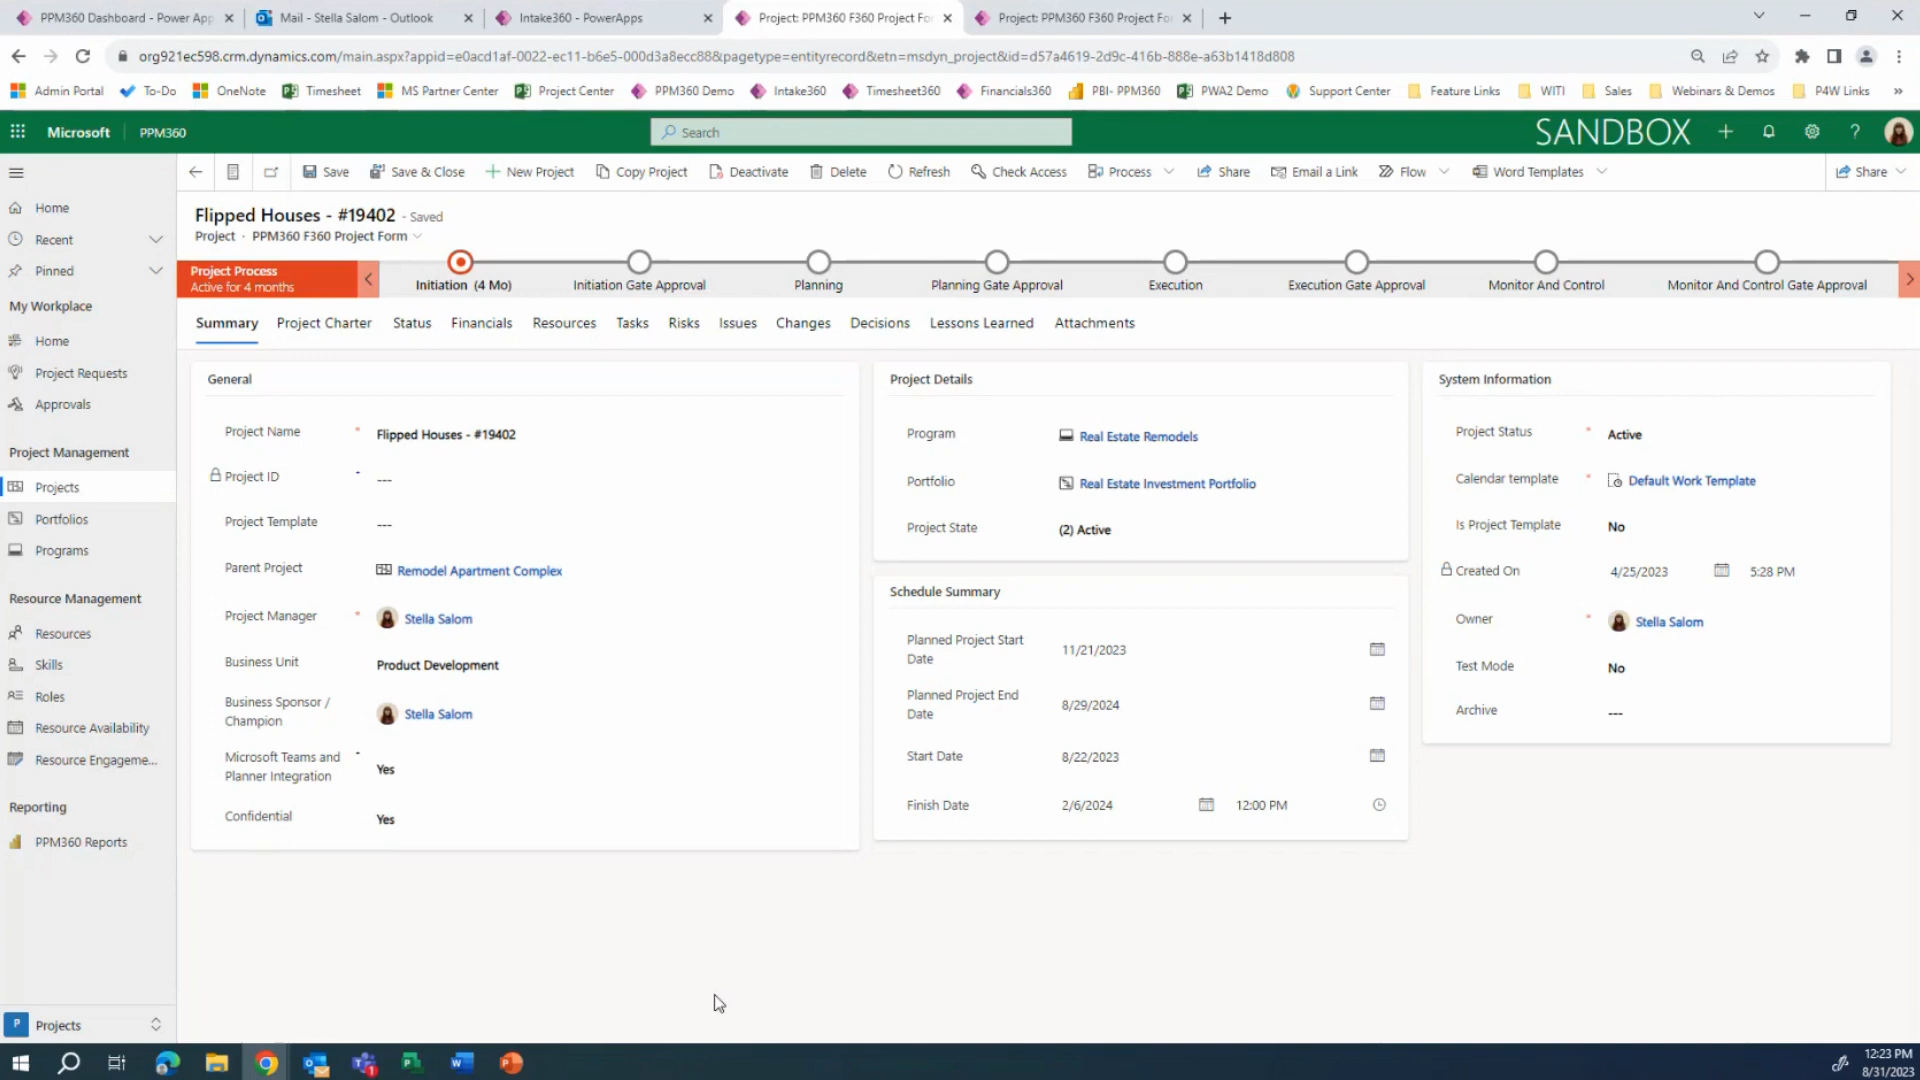 PPM360 Dashboard - Power App
Mail - Stella Salom - Outlook
Intake360 - PowerApps
Project: PPM360 F360 Project Fo
Project: PPM360 F360 Project Fo
org921ec598.crm.dynamics.com/main.aspx?appid=e0acd1af-0022-ec11-b6e5-000d3a8ecc88&pagetype=entityrecord&etn=msdyn_project&id=d57a4619-2d9c-416b-888e-a63b1418d808
Admin Portal
To-Do
OneNote
Timesheet
MS Partner Center
Project Center
PPM360 Demo
Intake360
Timesheet360
Financials360
PBI- PPM360
PWA2 Demo
Support Center
Feature Links
WITI
Sales
Webinars & Demos
P4W Links
»
Microsoft
PPM360
Search
SANDBOX
Save
Save & Close
New Project
Copy Project
Deactivate
Delete
Refresh
Check Access
Process
Share
Email a Link
Flow
Word Templates
Share
Home
Recent
Pinned
My Workplace
Home
Project Requests
Approvals
Project Management
Projects
Portfolios
Programs
Resource Management
Resources
Skills
Roles
Resource Availability
Resource Engageme...
Reporting
PPM360 Reports
P
Projects
Flipped Houses - #19402 - Saved
Project · PPM360 F360 Project Form
Project Process
Active for 4 months
Initiation (4 Mo)
Initiation Gate Approval
Planning
Planning Gate Approval
Execution
Execution Gate Approval
Monitor And Control
Monitor And Control Gate Approval
Summary
Project Charter
Status
Financials
Resources
Tasks
Risks
Issues
Changes
Decisions
Lessons Learned
Attachments
General
Project Name * Flipped Houses - #19402
Project ID ---
Project Template ---
Parent Project Remodel Apartment Complex
Project Manager * Stella Salom
Business Unit Product Development
Business Sponsor /
Champion
Stella Salom
Microsoft Teams and
Planner Integration
Yes
Confidential Yes
Project Details
Program Real Estate Remodels
Portfolio Real Estate Investment Portfolio
Project State (2) Active
Schedule Summary
Planned Project Start
Date
11/21/2023
Planned Project End
Date
8/29/2024
Start Date 8/22/2023
Finish Date 2/6/2024 12:00 PM
System Information
Project Status * Active
Calendar template * Default Work Template
Is Project Template No
Created On 4/25/2023 5:28 PM
Owner * Stella Salom
Test Mode No
Archive ---
12:23 PM
8/31/2023